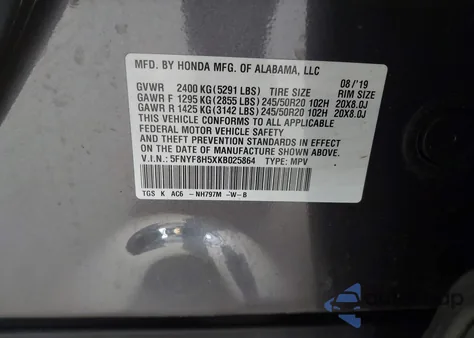 MFD. BY HONDA MFG. OF ALABAMA, LLC
08/'19
GVWR 2400 KG(5291 LBS) TIRE SIZE RIM SIZE
GAWR F 1295 KG(2855 LBS) 245/50R20 102H 20X8.0J
GAWR R 1425 KG(3142 LBS) 245/50R20 102H 20X8.0J
THIS VEHICLE CONFORMS TO ALL APPLICABLE
FEDERAL MOTOR VEHICLE SAFETY AND
THEFT PREVENTION STANDARDS IN EFFECT ON
THE DATE OF MANUFACTURE SHOWN ABOVE.
V.I.N.: 5FNYF8H5XKB025864 TYPE: MPV
TGS K AC6 - NH797M -W-B